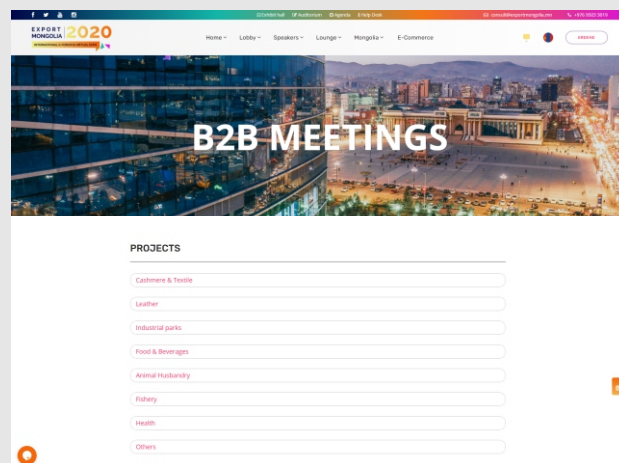 Exhibit hall Auditorium Agenda Help Desk
EXPORT MONGOLIA 2020
Home Lobby Speakers Lounge Mongolia E-Commerce
B2B MEETINGS
PROJECTS
Cashmere & Textile
Leather
Industrial parks
Food & Beverages
Animal Husbandry
Fishery
Health
Others